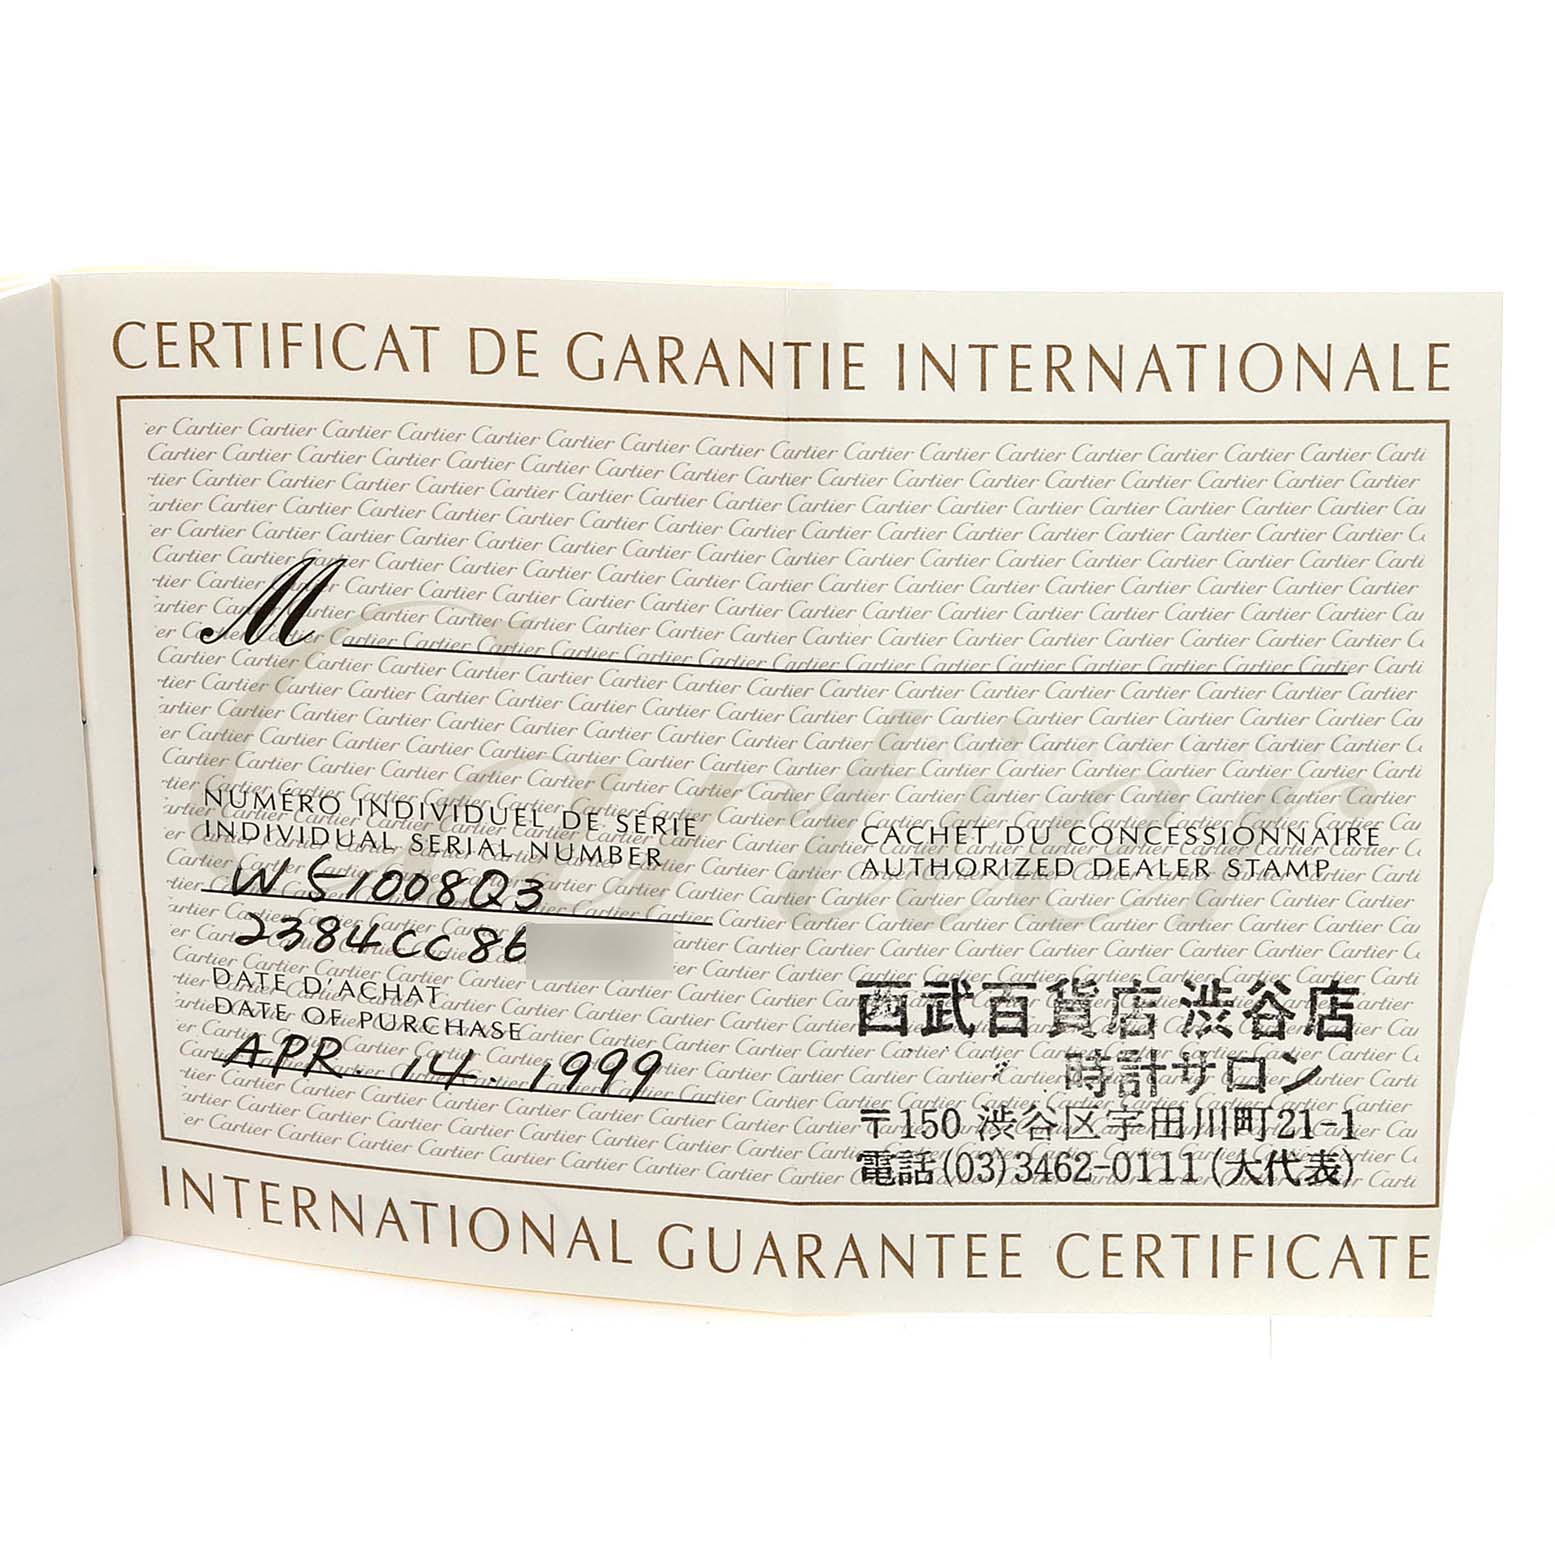 CERTIFICAT DE GARANTIE INTERNATIONALE
Cartier
M
NUMÉRO INDIVIDUEL DE SÉRIE
INDIVIDUAL SERIAL NUMBER
W51008Q3
2384CC86
DATE D'ACHAT
DATE OF PURCHASE
APR. 14. 1999
CACHET DU CONCESSIONNAIRE
AUTHORIZED DEALER STAMP
西武百貨店 渋谷店
時計サロン
〒150 渋谷区宇田川町21-1
電話(03)3462-0111(大代表)
INTERNATIONAL GUARANTEE CERTIFICATE